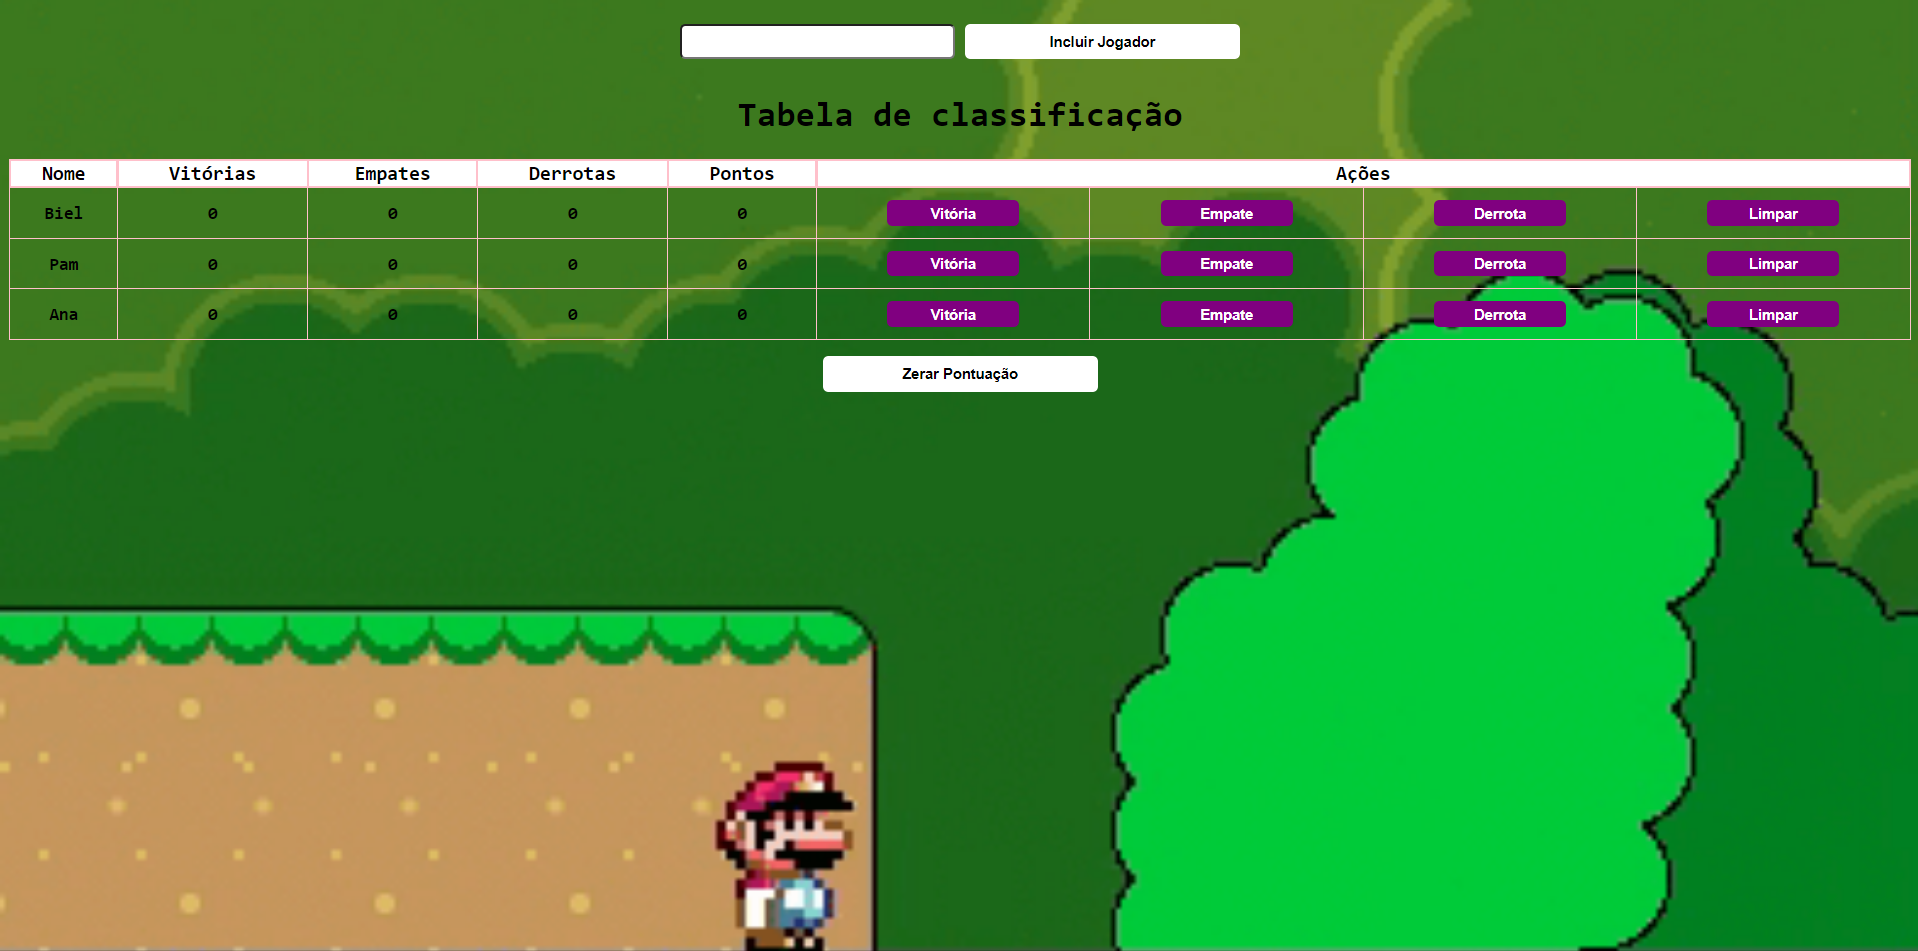 Incluir Jogador
Tabela de classificação
Nome Vitórias Empates Derrotas Pontos Ações
Biel 0 0 0 0 Vitória Empate Derrota Limpar
Pam 0 0 0 0 Vitória Empate Derrota Limpar
Ana 0 0 0 0 Vitória Empate Derrota Limpar
Zerar Pontuação